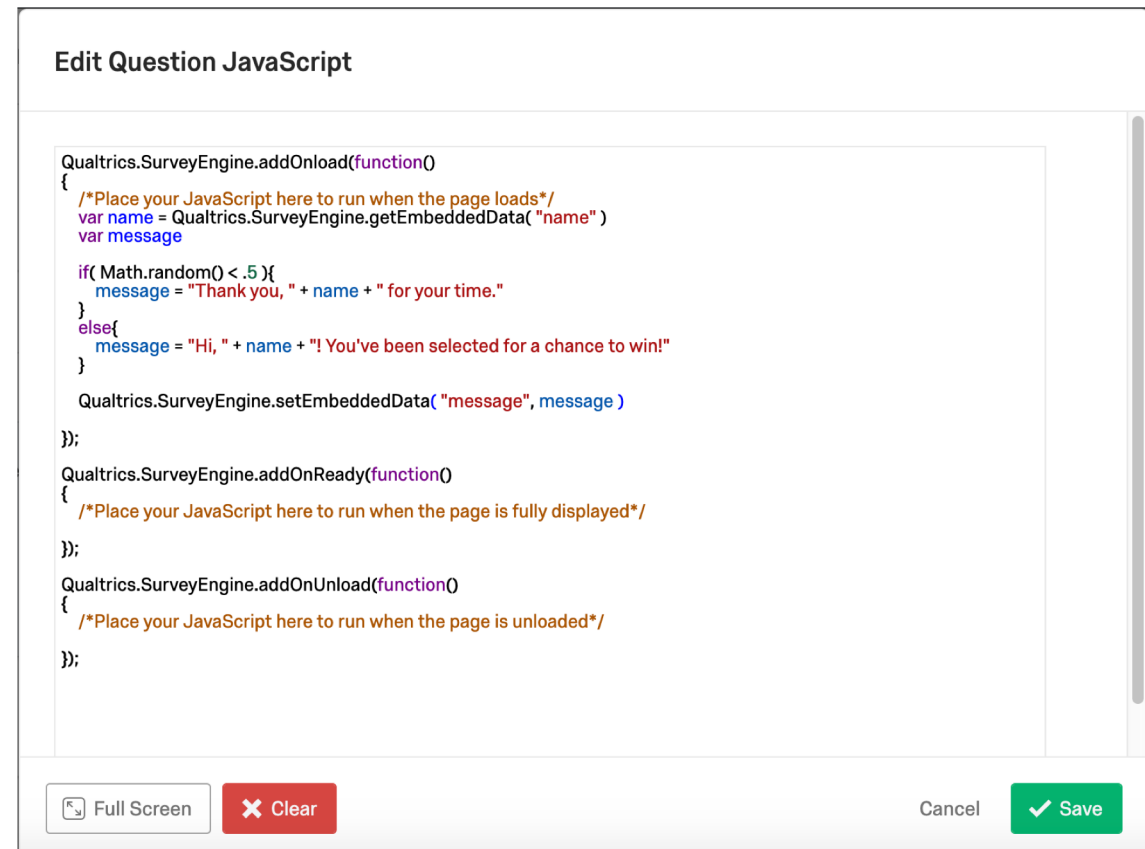 Edit Question JavaScript
Qualtrics.SurveyEngine.addOnload(function()
{
/*Place your JavaScript here to run when the page loads*/
var name = Qualtrics.SurveyEngine.getEmbeddedData( "name" )
var message
if( Math.random() < .5 ){
message = "Thank you, " + name + " for your time."
}
else{
message = "Hi, " + name + "! You've been selected for a chance to win!"
}
Qualtrics.SurveyEngine.setEmbeddedData( "message", message )
});
Qualtrics.SurveyEngine.addOnReady(function()
{
/*Place your JavaScript here to run when the page is fully displayed*/
});
Qualtrics.SurveyEngine.addOnUnload(function()
{
/*Place your JavaScript here to run when the page is unloaded*/
});
Full Screen Clear Cancel Save